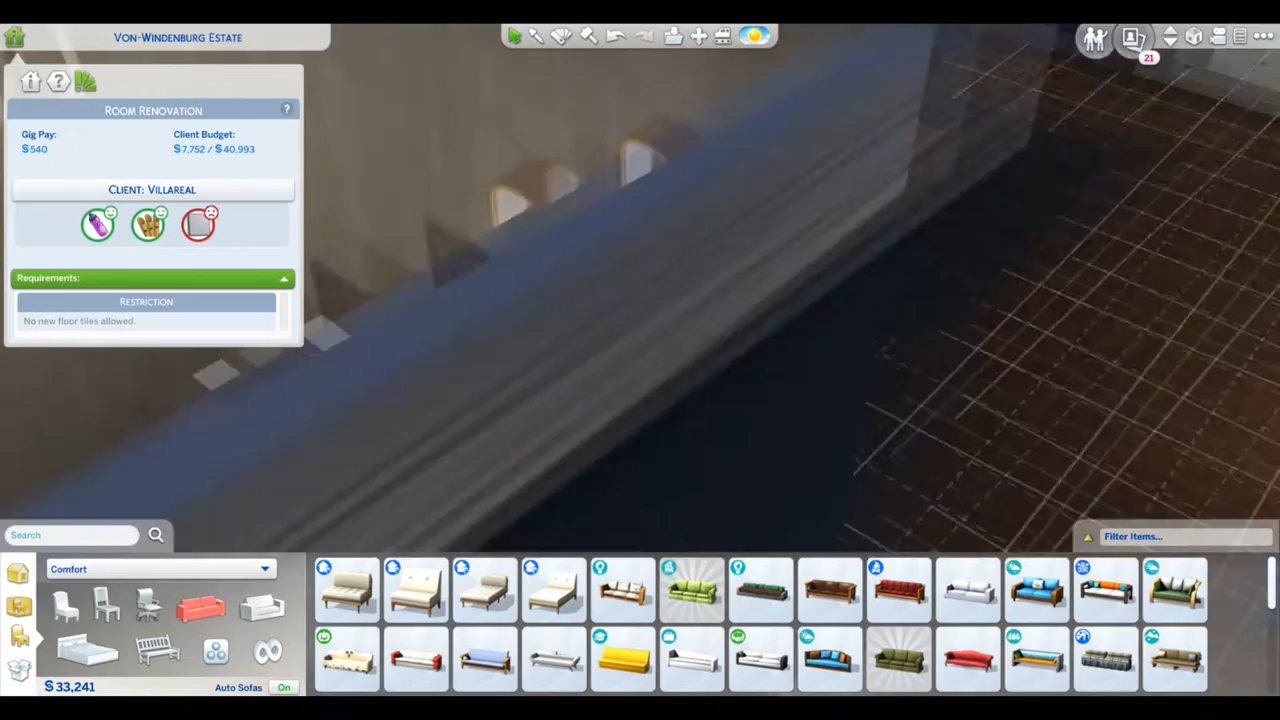 VON-WINDENBURG ESTATE
21
ROOM RENOVATION
?
Gig Pay:
Client Budget:
§540
§7,752 / §40,993
CLIENT: VILLAREAL
Requirements:
RESTRICTION
No new floor tiles allowed.
Search
Filter Items...
Comfort
§33,241
Auto Sofas
On